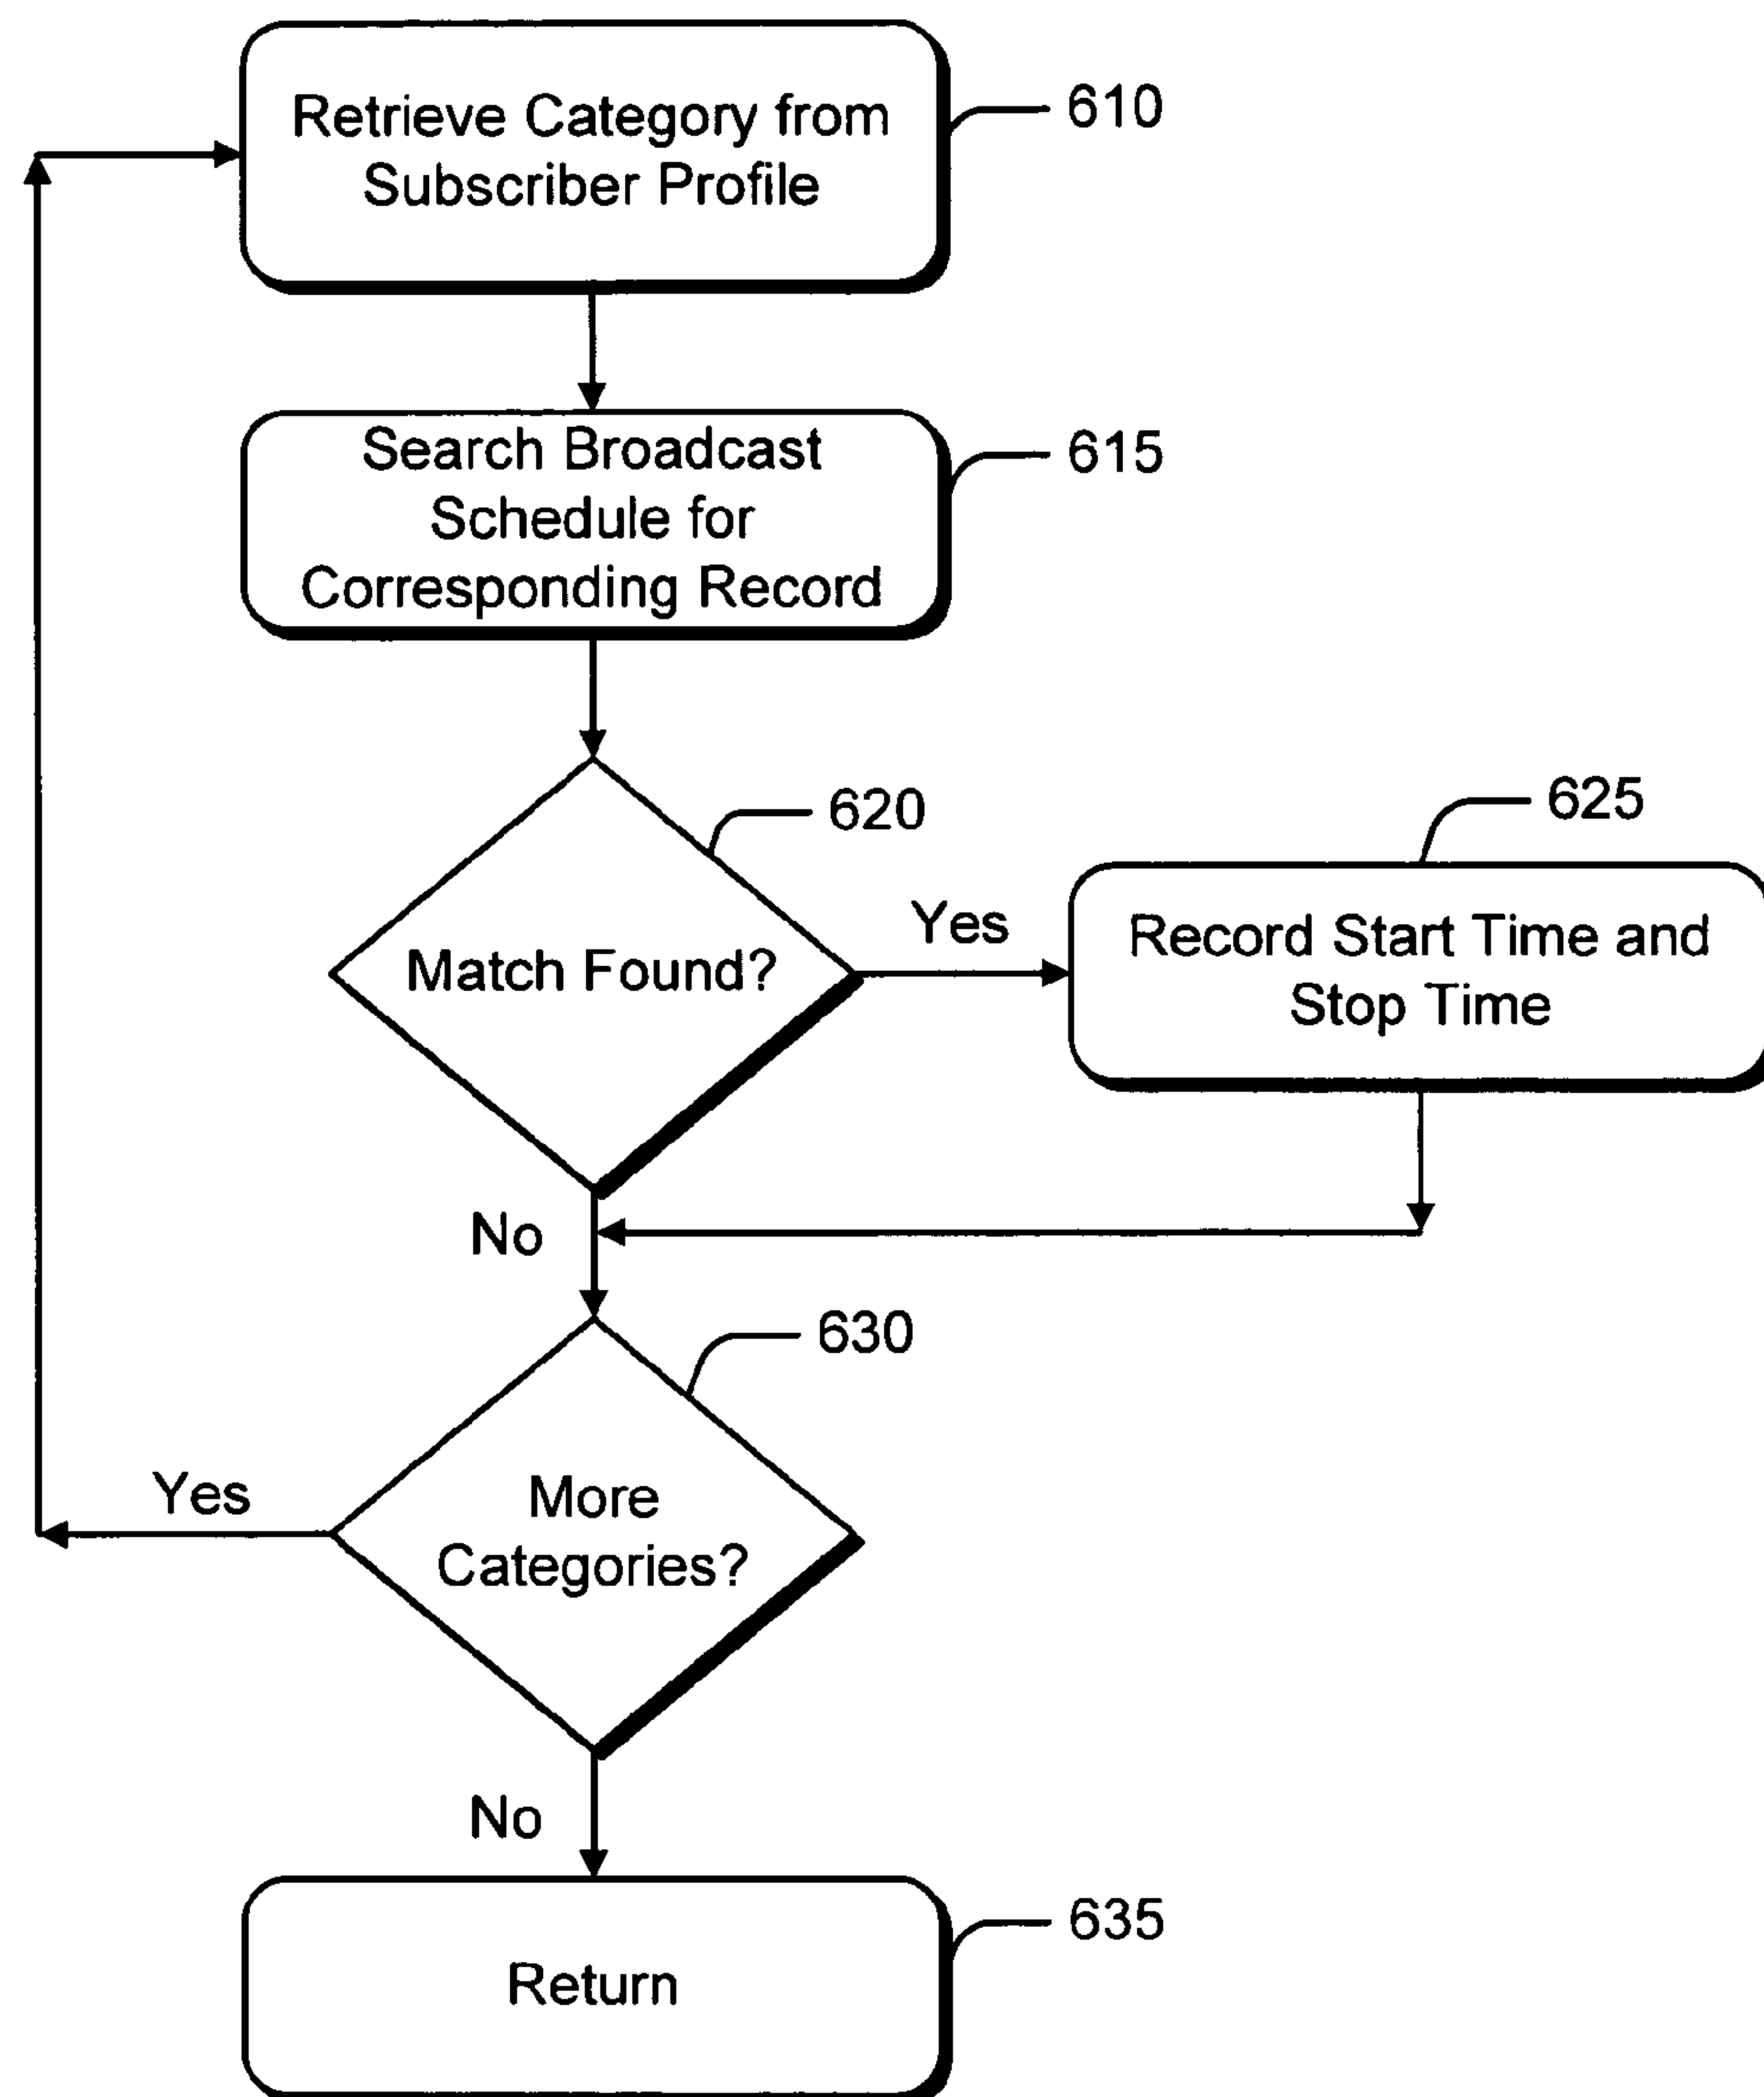 Retrieve Category from
Subscriber Profile
610
Search Broadcast
Schedule for
Corresponding Record
615
620
Match Found?
Yes
625
Record Start Time and
Stop Time
No
630
More
Categories?
Yes
No
635
Return